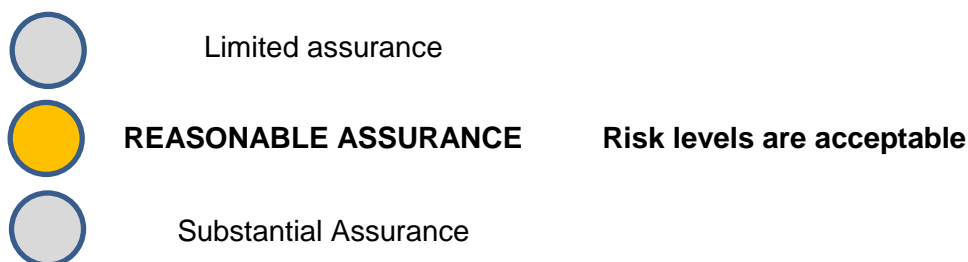 Limited assurance
REASONABLE ASSURANCE Risk levels are acceptable
Substantial Assurance